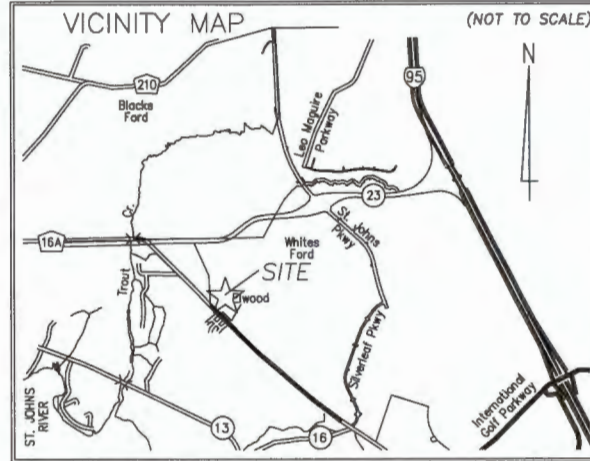 VICINITY MAP
(NOT TO SCALE)
N
95
210
Blacks
Ford
Leo Maguire
Parkway
23
Cr.
16A
Whites
Ford
St. Johns
Pkwy
SITE
Trout
Elwood
Silverleaf Pkwy
ST. JOHNS
RIVER
13
16
International
Golf Parkway